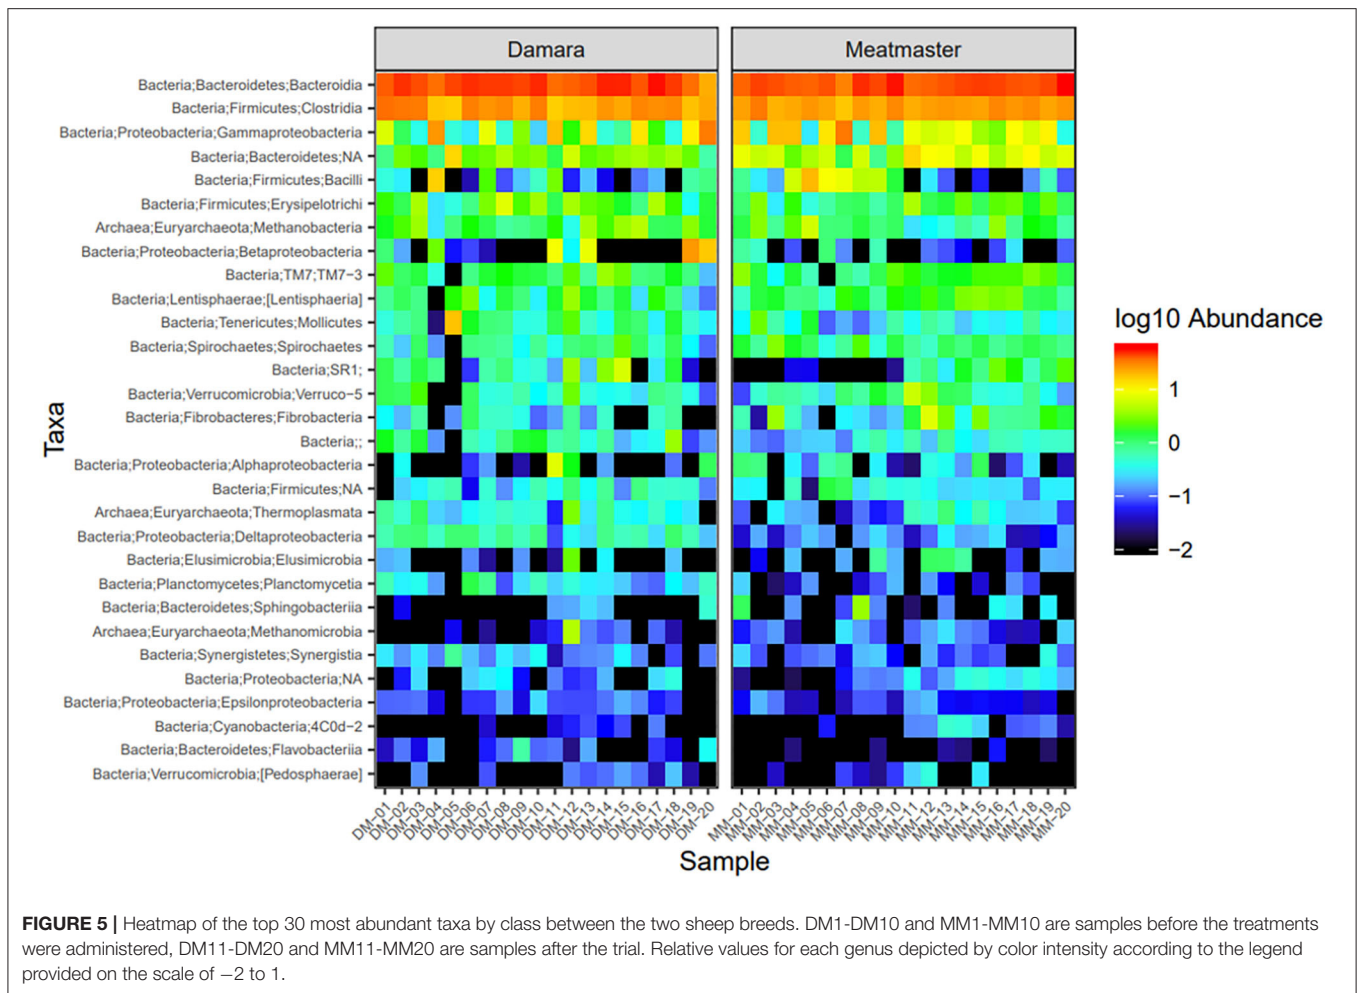 Damara
Meatmaster
Bacteria;Bacteroidetes;Bacteroidia
Bacteria;Firmicutes;Clostridia
Bacteria;Proteobacteria;Gammaproteobacteria
Bacteria;Bacteroidetes;NA
Bacteria;Firmicutes;Bacilli
Bacteria;Firmicutes;Erysipelotrichi
Archaea;Euryarchaeota;Methanobacteria
Bacteria;Proteobacteria;Betaproteobacteria
Bacteria;TM7;TM7−3
Bacteria;Lentisphaerae;[Lentisphaeria]
Bacteria;Tenericutes;Mollicutes
Bacteria;Spirochaetes;Spirochaetes
Bacteria;SR1;
Bacteria;Verrucomicrobia;Verruco−5
Bacteria;Fibrobacteres;Fibrobacteria
Bacteria;;
Bacteria;Proteobacteria;Alphaproteobacteria
Bacteria;Firmicutes;NA
Archaea;Euryarchaeota;Thermoplasmata
Bacteria;Proteobacteria;Deltaproteobacteria
Bacteria;Elusimicrobia;Elusimicrobia
Bacteria;Planctomycetes;Planctomycetia
Bacteria;Bacteroidetes;Sphingobacteriia
Archaea;Euryarchaeota;Methanomicrobia
Bacteria;Synergistetes;Synergistia
Bacteria;Proteobacteria;NA
Bacteria;Proteobacteria;Epsilonproteobacteria
Bacteria;Cyanobacteria;4C0d−2
Bacteria;Bacteroidetes;Flavobacteriia
Bacteria;Verrucomicrobia;[Pedosphaerae]
Taxa
DM−01
DM−02
DM−03
DM−04
DM−05
DM−06
DM−07
DM−08
DM−09
DM−10
DM−11
DM−12
DM−13
DM−14
DM−15
DM−16
DM−17
DM−18
DM−19
DM−20
MM−01
MM−02
MM−03
MM−04
MM−05
MM−06
MM−07
MM−08
MM−09
MM−10
MM−11
MM−12
MM−13
MM−14
MM−15
MM−16
MM−17
MM−18
MM−19
MM−20
Sample
log10 Abundance
1
0
−1
−2
FIGURE 5 | Heatmap of the top 30 most abundant taxa by class between the two sheep breeds. DM1-DM10 and MM1-MM10 are samples before the treatments
were administered, DM11-DM20 and MM11-MM20 are samples after the trial. Relative values for each genus depicted by color intensity according to the legend
provided on the scale of −2 to 1.